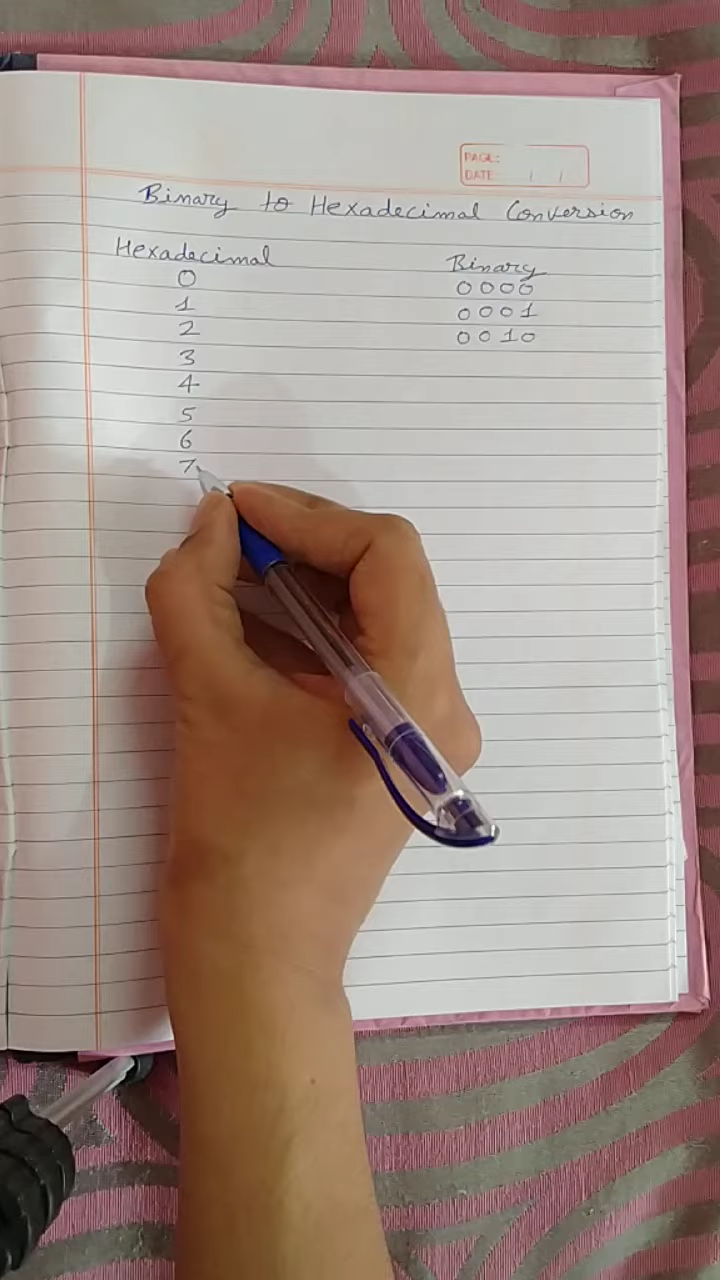 PAGE:
DATE: / /
Binary to Hexadecimal Conversion
Hexadecimal Binary
0 0000
1 0001
2 0010
3
4
5
6
7